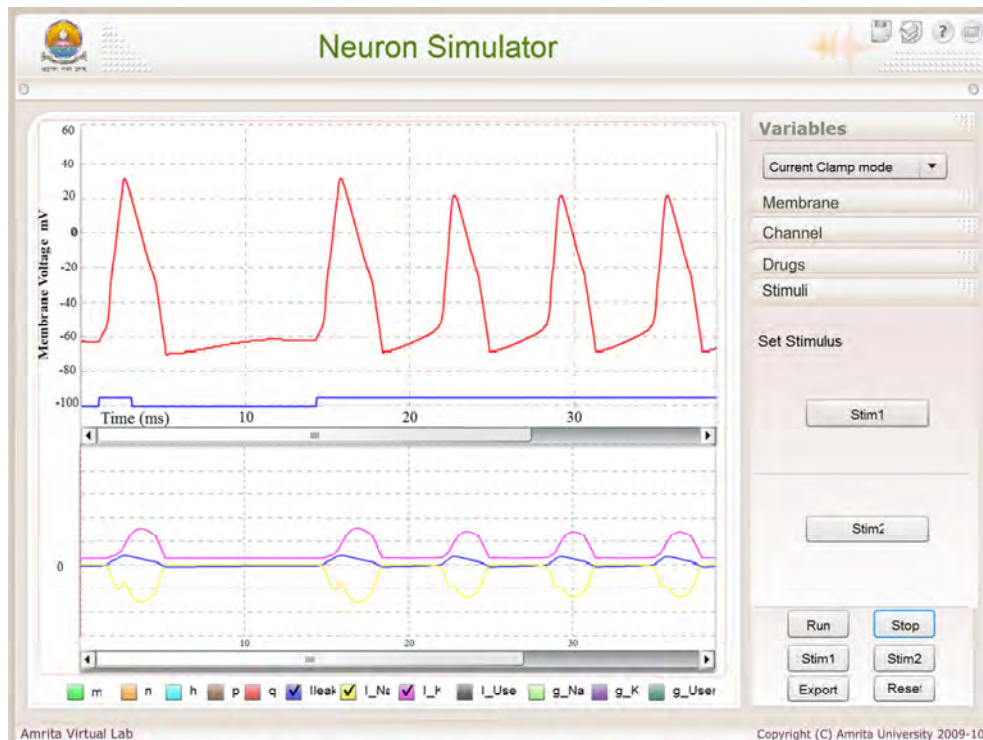 Neuron Simulator
?
Variables
Current Clamp mode
Membrane
Channel
Drugs
Stimuli
Set Stimulus
Stim1
Stim2
Run Stop
Stim1 Stim2
Export Reset
Membrane Voltage mV
60
40
20
0
-20
-40
-60
-80
-100
Time (ms) 10 20 30
0
10 20 30
m n h p q Ileak I_Na I_K I_Use g_Na g_K g_User
Amrita Virtual Lab Copyright (C) Amrita University 2009-10